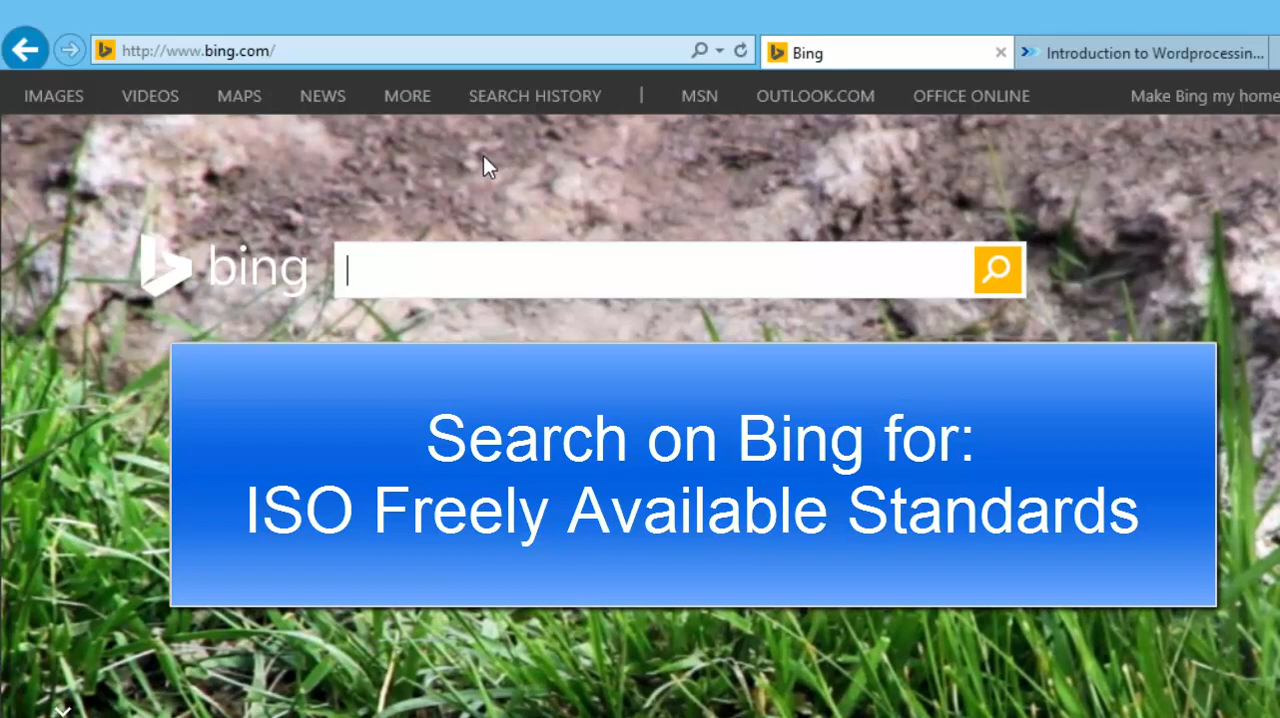 http://www.bing.com/
Bing
Introduction to Wordprocessin...
IMAGES VIDEOS MAPS NEWS MORE SEARCH HISTORY | MSN OUTLOOK.COM OFFICE ONLINE Make Bing my home
bing
Search on Bing for:
ISO Freely Available Standards